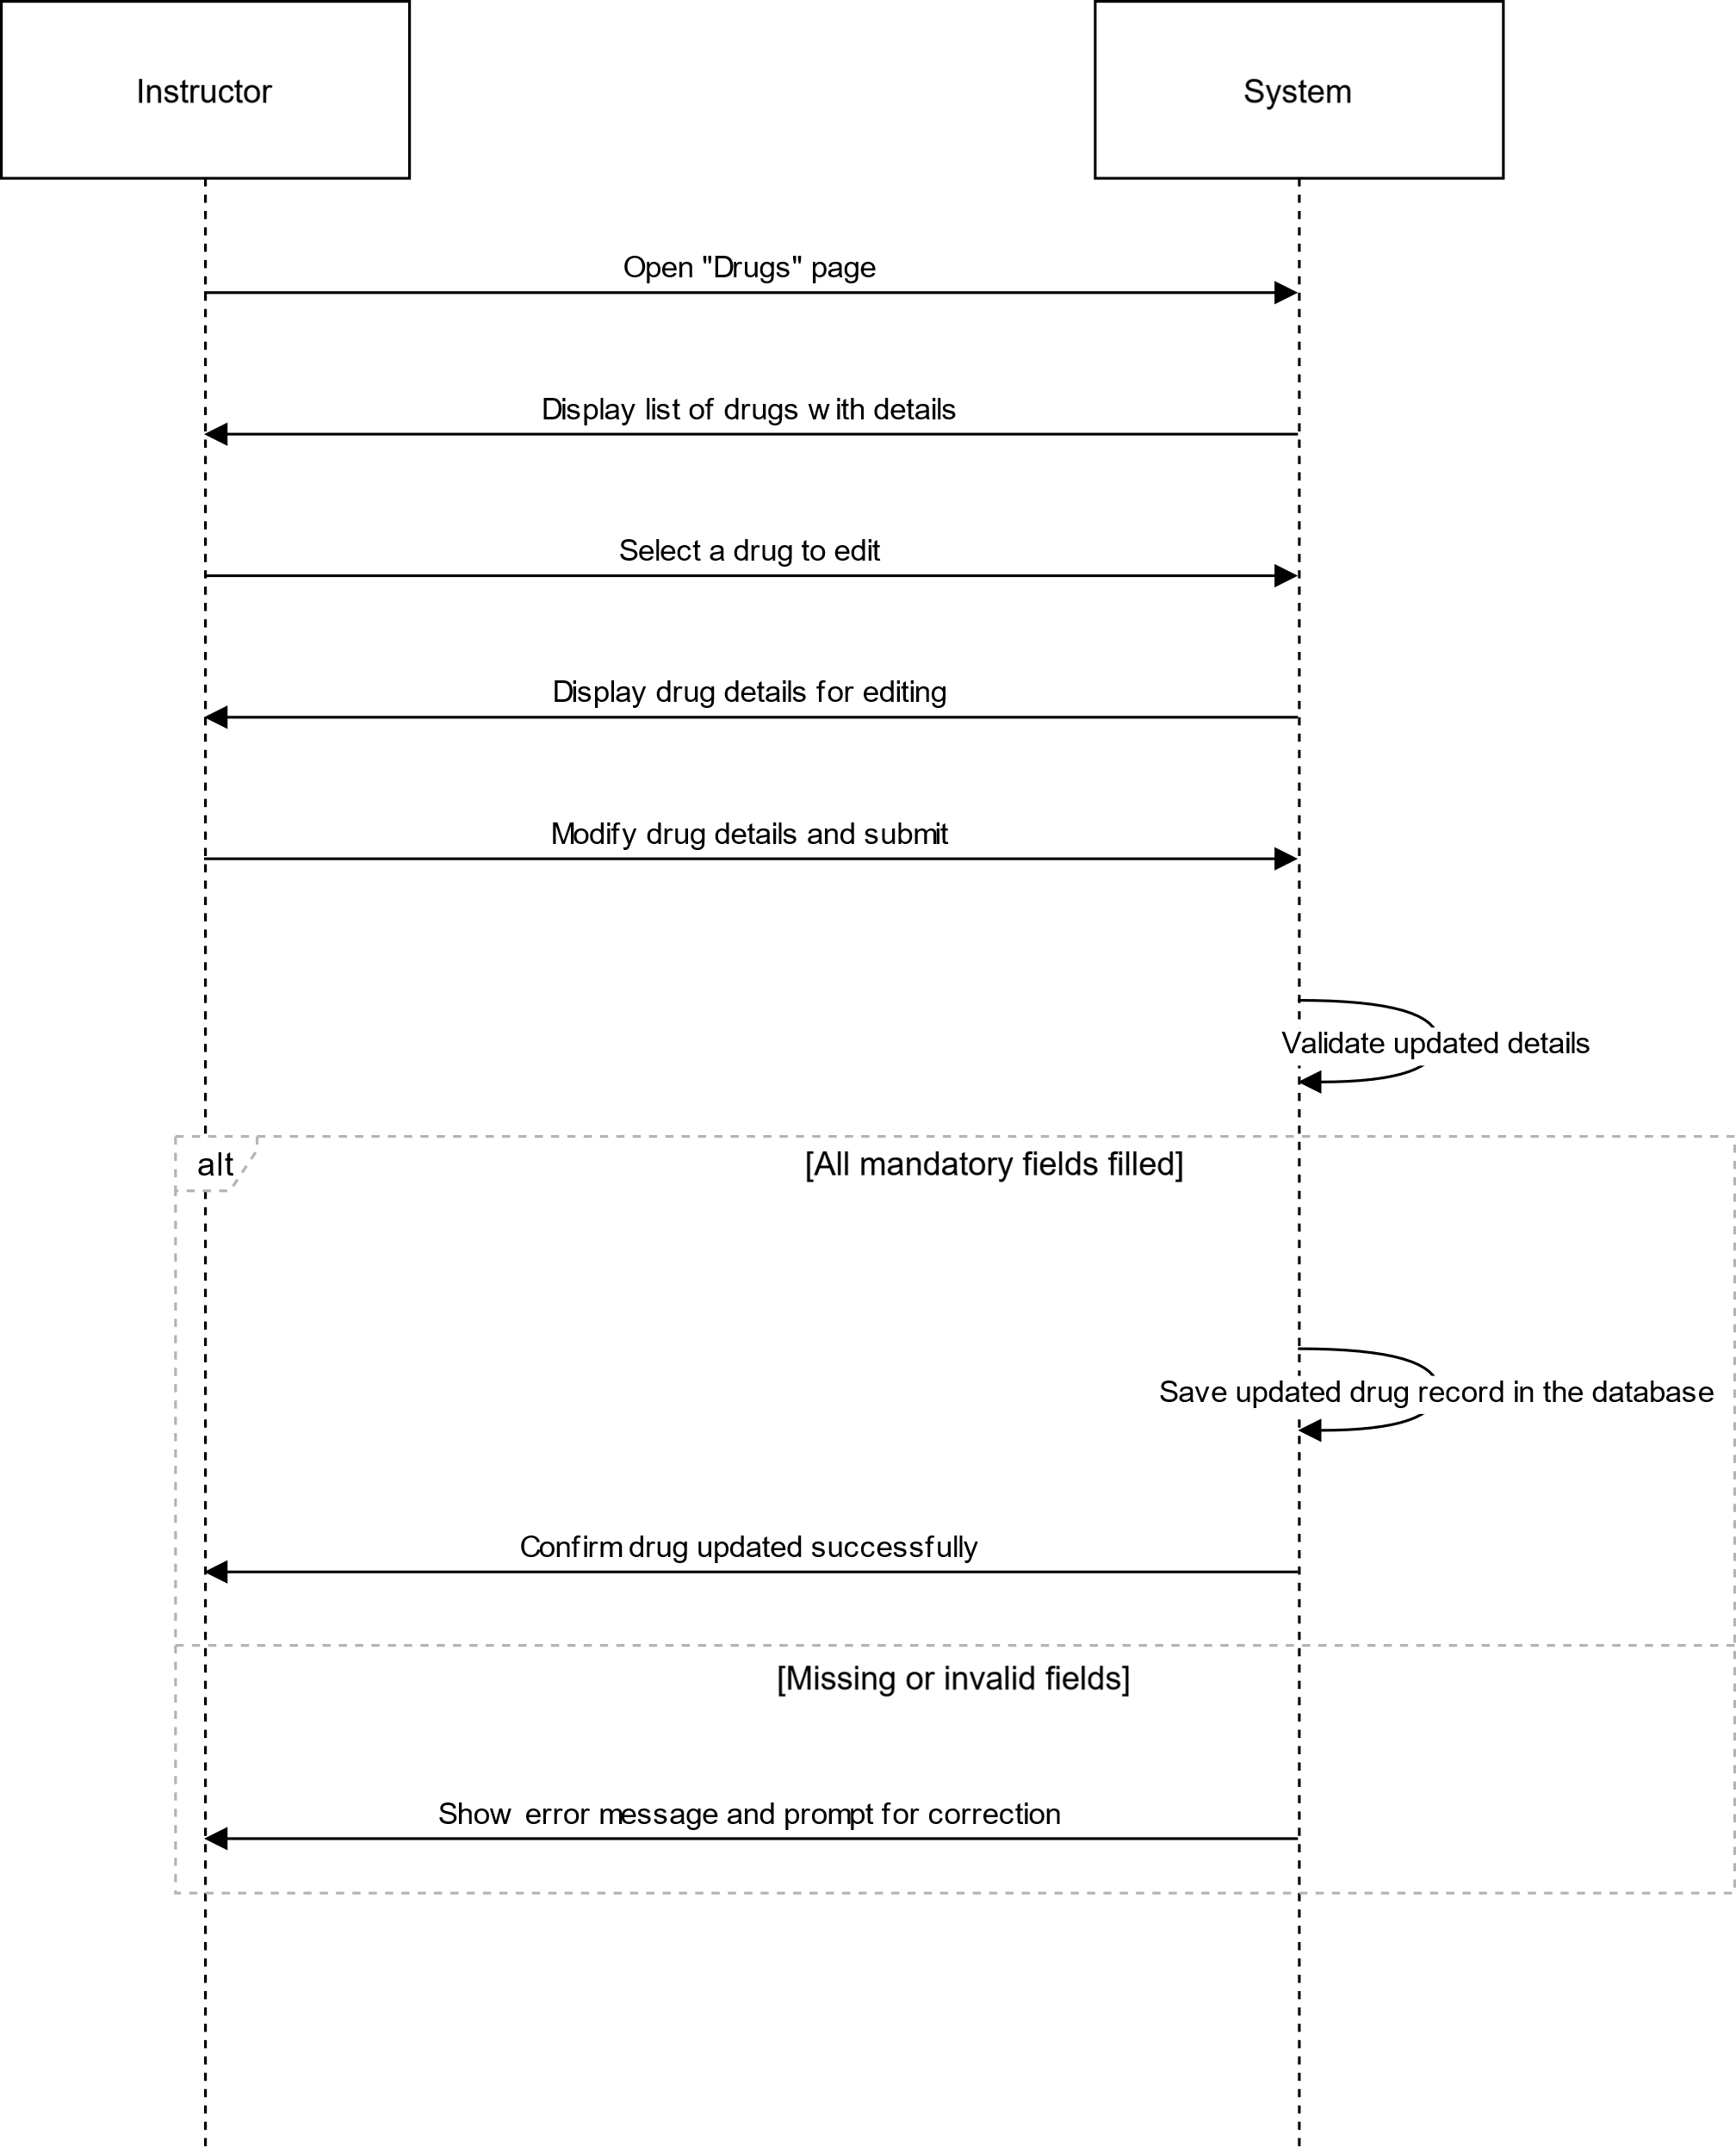 Instructor
System
Open "Drugs" page
Display list of drugs with details
Select a drug to edit
Display drug details for editing
Modify drug details and submit
Validate updated details
alt
[All mandatory fields filled]
Save updated drug record in the database
Confirm drug updated successfully
[Missing or invalid fields]
Show error message and prompt for correction